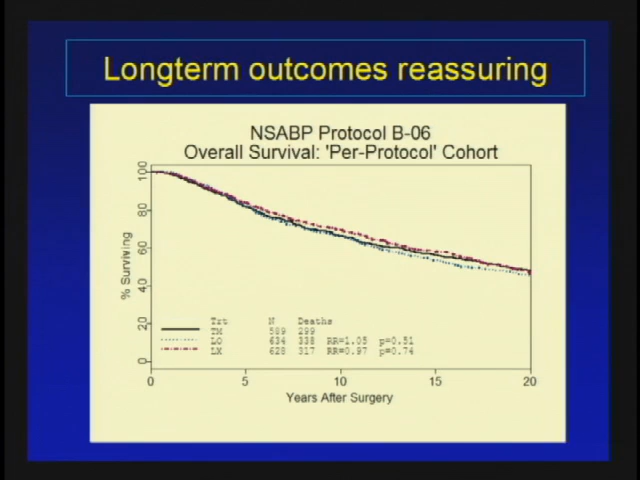 Longterm outcomes reassuring
NSABP Protocol B-06
Overall Survival: 'Per-Protocol' Cohort
% Surviving
100
80
60
40
20
0
Trt N Deaths
TM 589 299
LO 634 338 RR=1.05 p=0.51
LX 628 317 RR=0.97 p=0.74
0 5 10 15 20
Years After Surgery